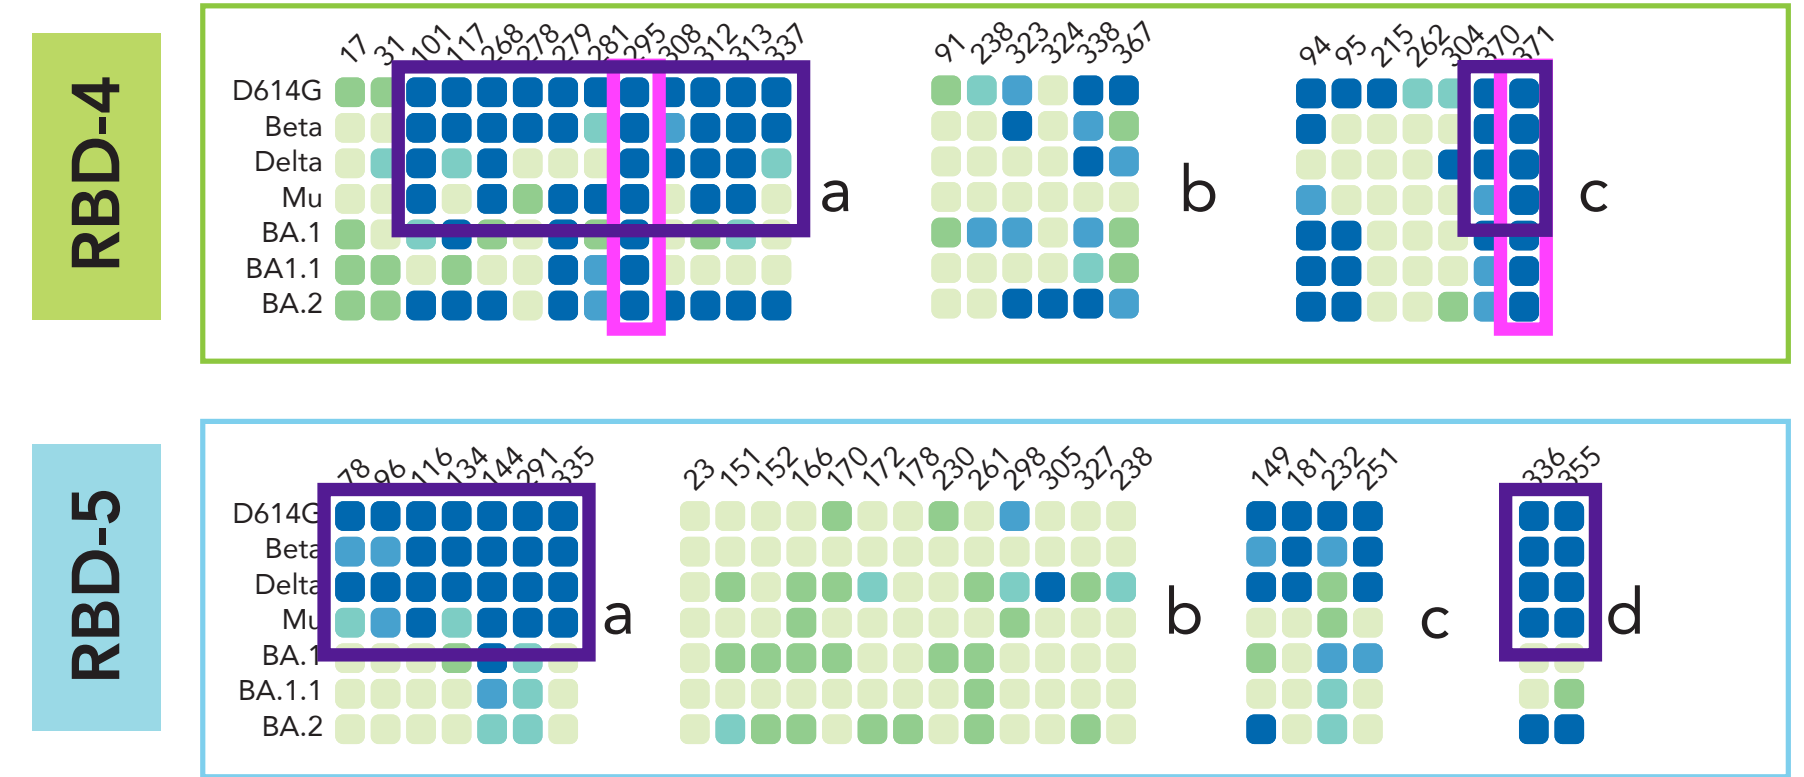 RBD-4
17 31 101 117 268 278 279 281 295 308 312 313 337
91 238 323 324 338 367
94 95 215 262 304 370 371
D614G
Beta
Delta
Mu
BA.1
BA1.1
BA.2
a
b
c
RBD-5
78 96 116 134 144 291 335
23 151 152 166 170 172 178 230 261 298 305 327 238
149 181 232 251
336 355
D614G
Beta
Delta
Mu
BA.1
BA.1.1
BA.2
a
b
c
d